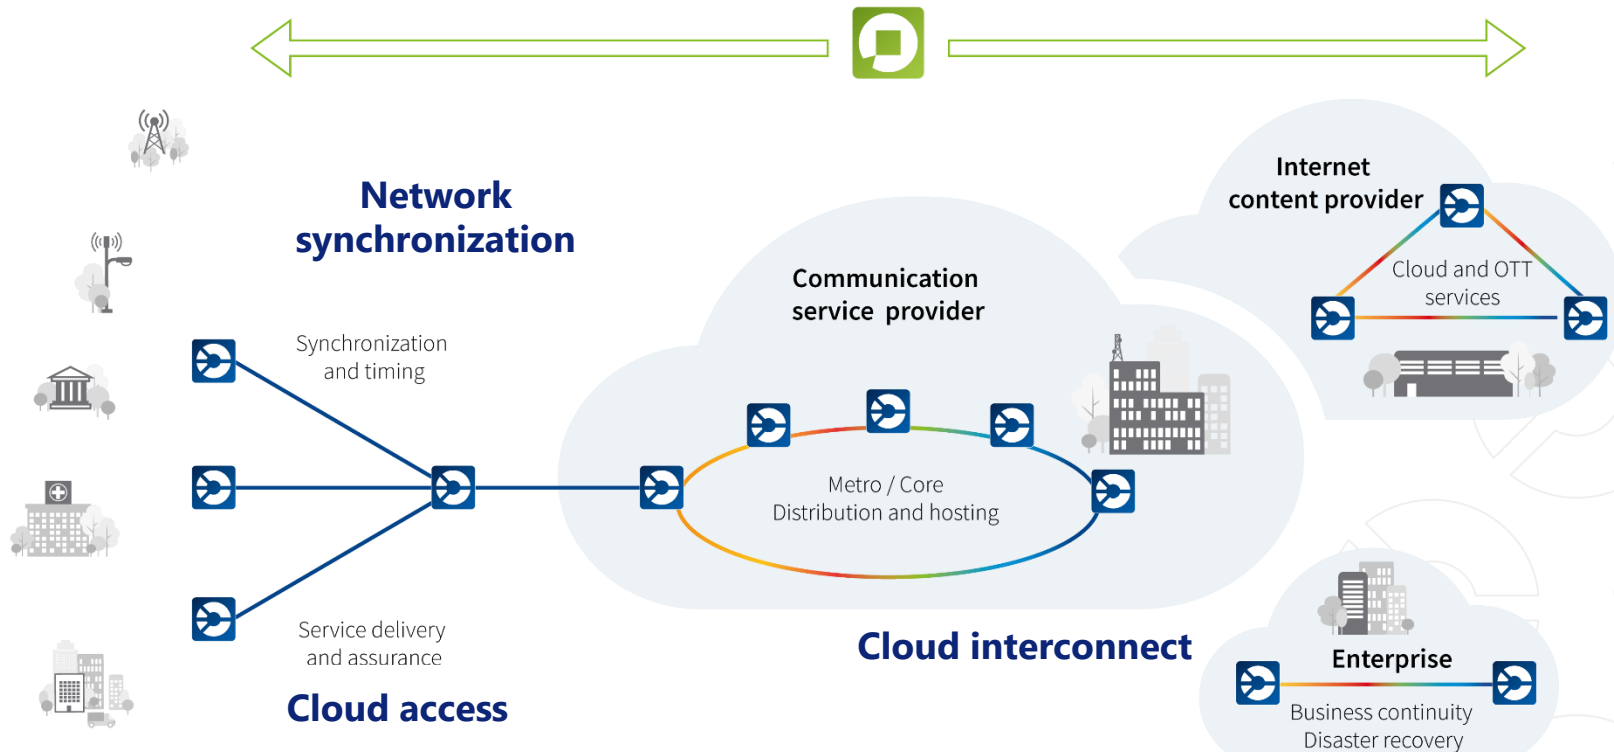 Network
synchronization
Synchronization
and timing
Service delivery
and assurance
Cloud access
Communication
service provider
Metro / Core
Distribution and hosting
Cloud interconnect
Internet
content provider
Cloud and OTT
services
Enterprise
Business continuity
Disaster recovery